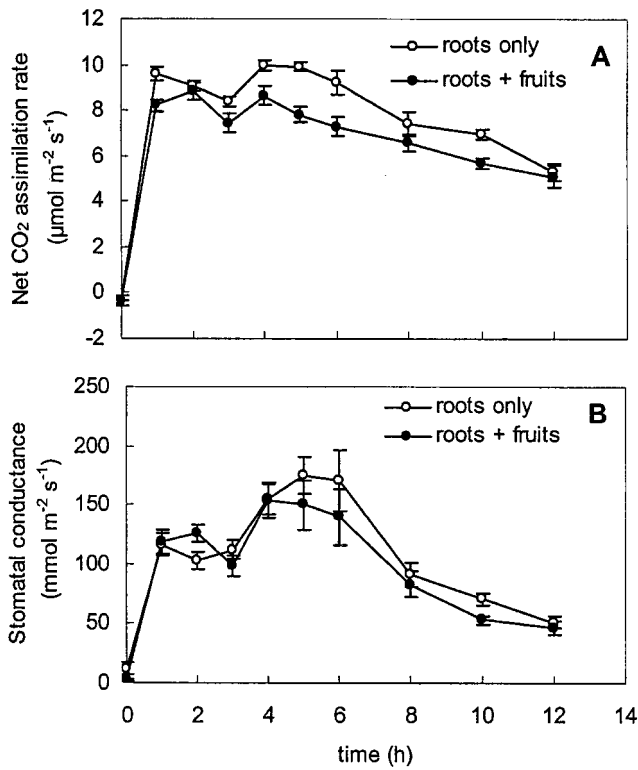 12
10
8
6
4
2
0
-2
Net CO2 assimilation rate
(µmol m-2 s-1)
roots only
roots + fruits
A
250
200
150
100
50
0
Stomatal conductance
(mmol m-2 s-1)
roots only
roots + fruits
B
0 2 4 6 8 10 12 14
time (h)